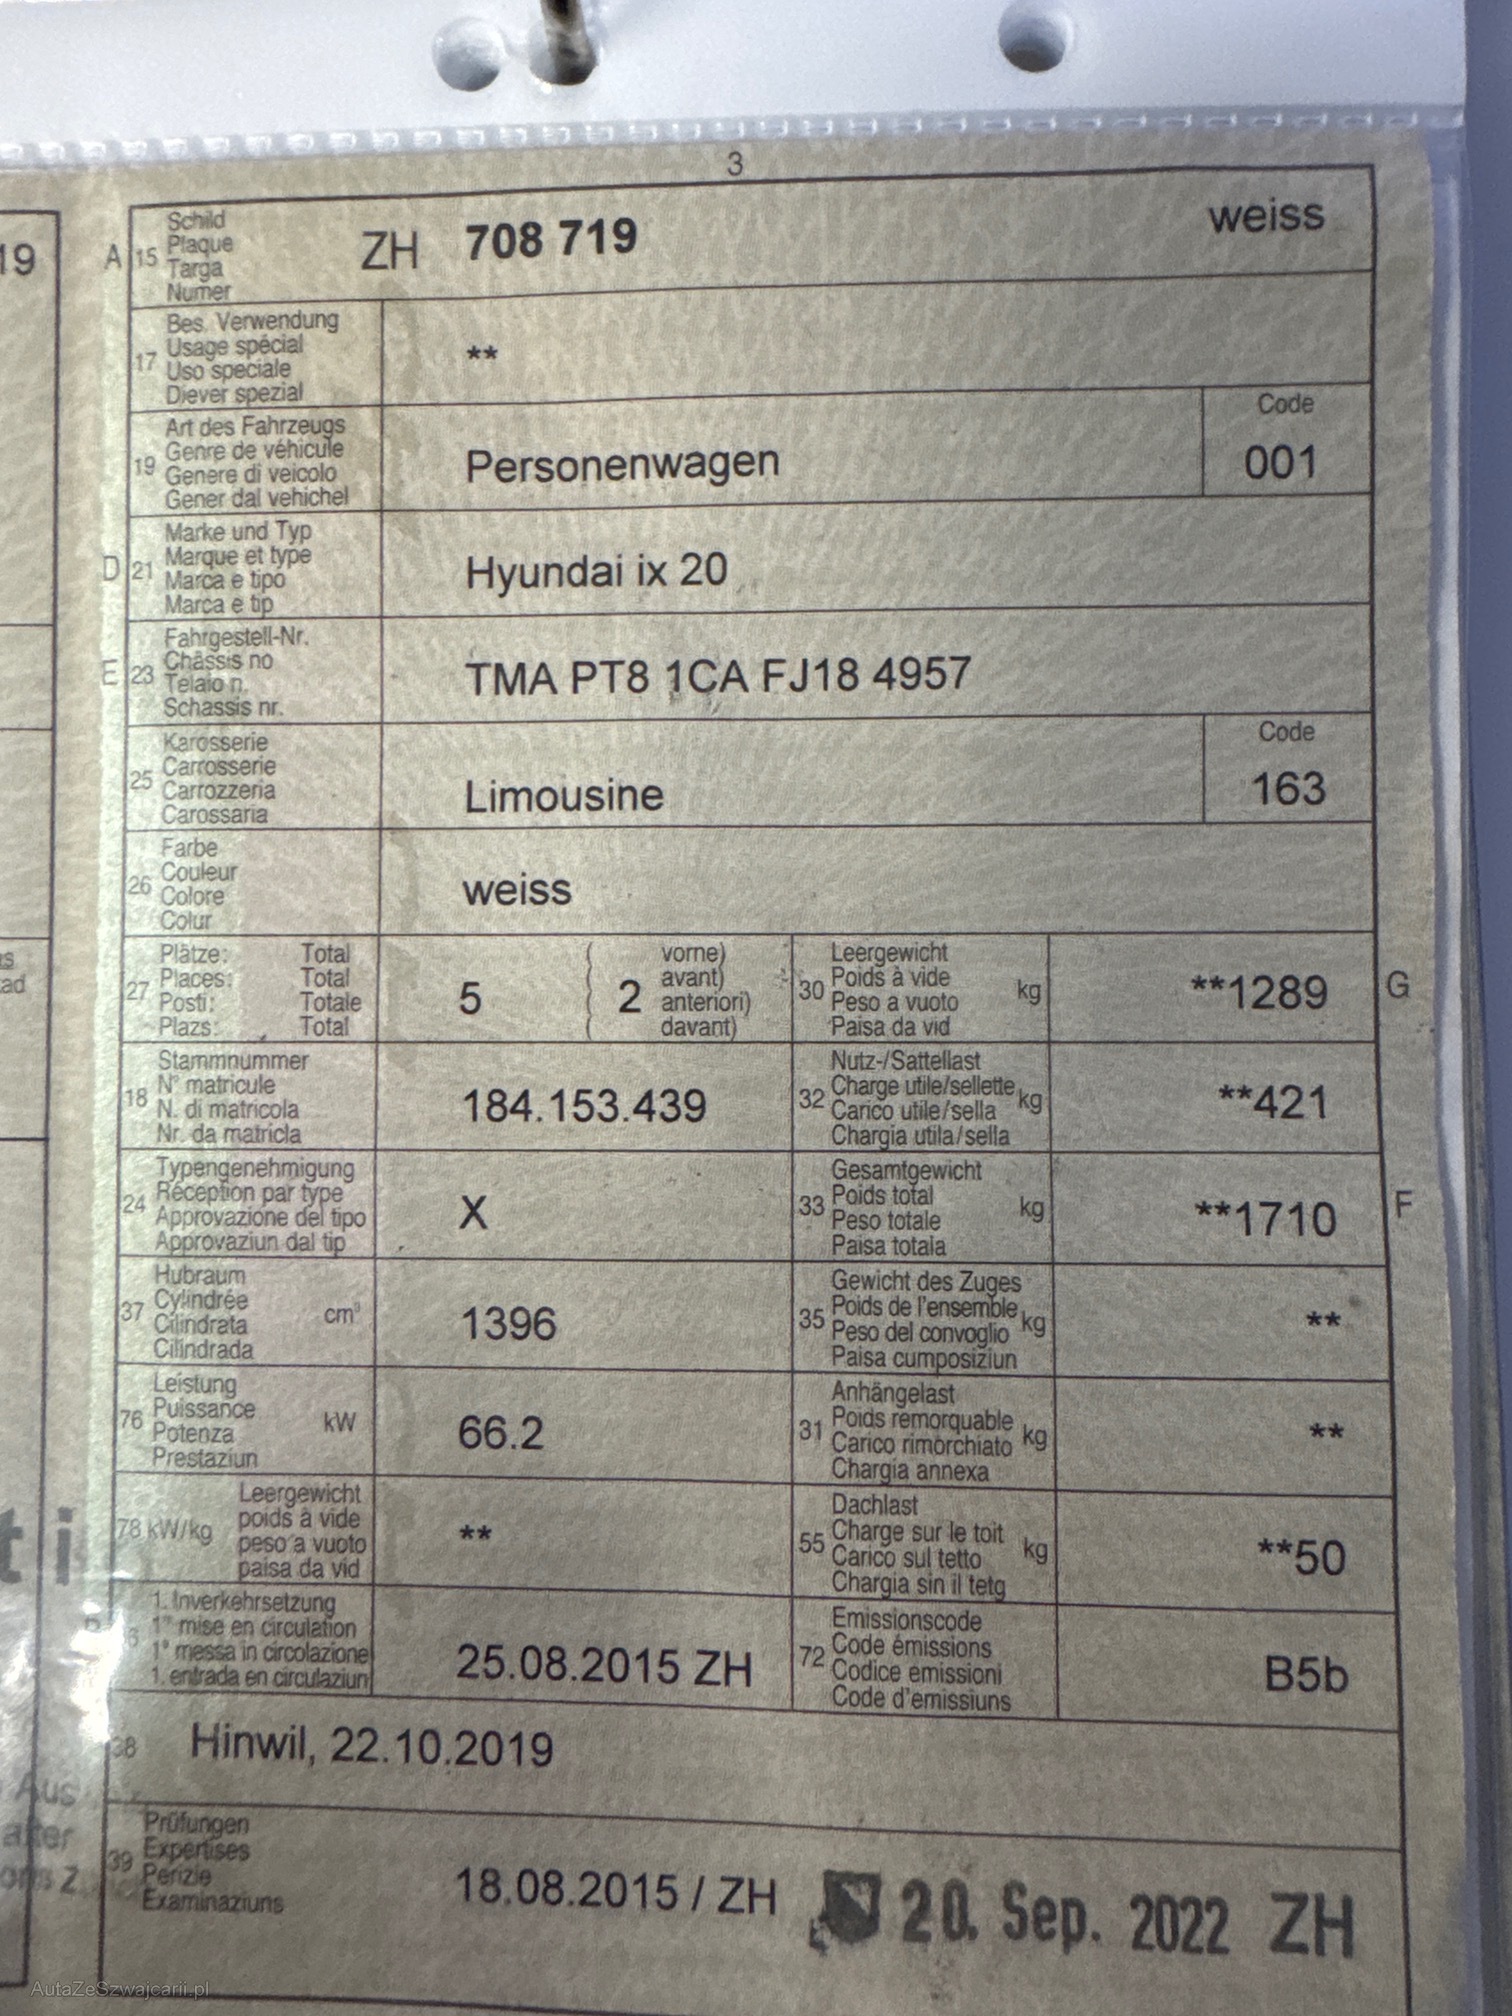 3
19
A 15 Schild
Plaque
Targa
Numer
ZH 708 719 weiss
17 Bes. Verwendung
Usage spécial
Uso speciale
Diever spezial
**
19 Art des Fahrzeugs
Genre de véhicule
Genere di veicolo
Gener dal vehichel
Personenwagen
Code
001
D 21 Marke und Typ
Marque et type
Marca e tipo
Marca e tip
Hyundai ix 20
E 23 Fahrgestell-Nr.
Châssis no
Telaio n.
Schassis nr.
TMA PT8 1CA FJ18 4957
25 Karosserie
Carrosserie
Carrozzeria
Carossaria
Limousine
Code
163
26 Farbe
Couleur
Colore
Colur
weiss
27 Plätze: Total
Places: Total
Posti: Totale
Plazs: Total
5
( vorne)
( avant)
( 2 anteriori)
( davant)
30 Leergewicht
Poids à vide
Peso a vuoto
Paisa da vid
kg
**1289 G
18 Stammnummer
N° matricule
N. di matricola
Nr. da matricla
184.153.439
32 Nutz-/Sattellast
Charge utile/sellette
Carico utile/sella
Chargia utila/sella
kg
**421
24 Typengenehmigung
Réception par type
Approvazione del tipo
Approvaziun dal tip
X
33 Gesamtgewicht
Poids total
Peso totale
Paisa totala
kg
**1710 F
37 Hubraum
Cylindrée
Cilindrata
Cilindrada
cm³
1396
35 Gewicht des Zuges
Poids de l'ensemble
Peso del convoglio
Paisa cumposiziun
kg
**
76 Leistung
Puissance
Potenza
Prestaziun
kW
66.2
31 Anhängelast
Poids remorquable
Carico rimorchiato
Chargia annexa
kg
**
78 kW/kg
Leergewicht
poids à vide
peso a vuoto
paisa da vid
**
55 Dachlast
Charge sur le toit
Carico sul tetto
Chargia sin il tetg
kg
**50
1. Inverkehrsetzung
1re mise en circulation
1a messa in circolazione
1. entrada en circulaziun
25.08.2015 ZH
72 Emissionscode
Code émissions
Codice emissioni
Code d'emissiuns
B5b
38 Hinwil, 22.10.2019
39 Prüfungen
Expertises
Perizie
Examinaziuns
18.08.2015 / ZH 20. Sep. 2022 ZH
Aus
AutaZeSzwajcarii.pl